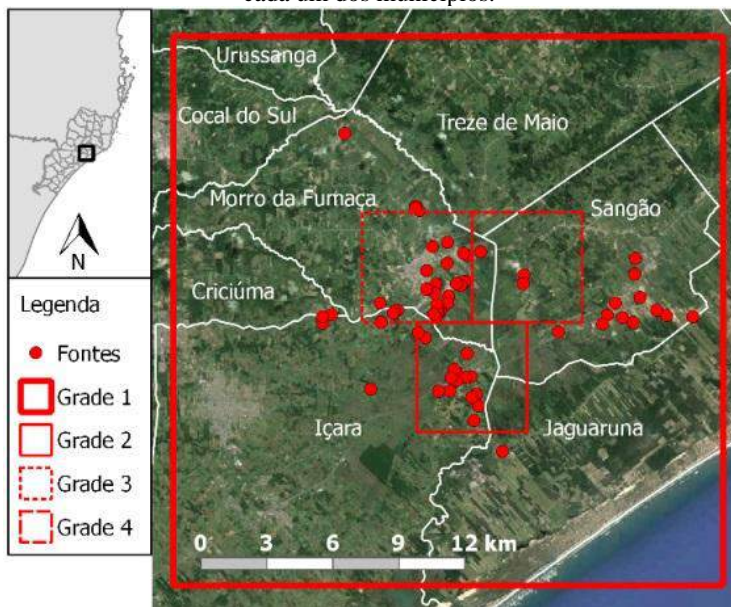 cada um dos municípios.
Urussanga
Cocal do Sul
Treze de Maio
Morro da Fumaça
Sangão
N
Criciúma
Legenda
Fontes
Grade 1
Grade 2
Içara
Jaguaruna
Grade 3
Grade 4
0 3 6 9 12 km